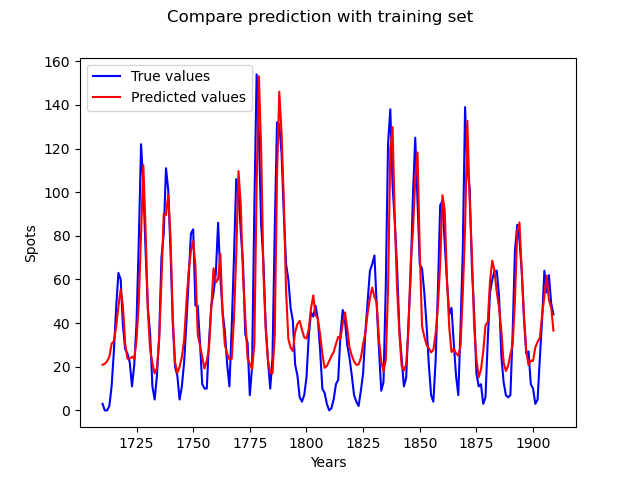 Compare prediction with training set
True values
Predicted values
160
140
120
100
80
60
40
20
0
Spots
1725 1750 1775 1800 1825 1850 1875 1900
Years